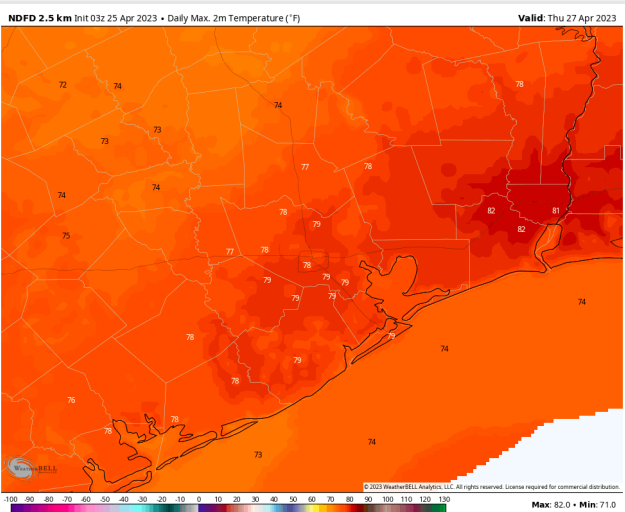 NDFD 2.5 km Init 03z 25 Apr 2023 • Daily Max. 2m Temperature (°F) Valid: Thu 27 Apr 2023
72 74 78
74
73
73
77 78
74 74
78 82 81
79
75 82
77 78
78
79 79 79
79 79
74
78 79
74
79
78
76
78
78
74
73
WeatherBELL
© 2023 WeatherBELL Analytics, LLC. All rights reserved. License required for commercial distribution.
-100 -90 -80 -70 -60 -50 -40 -30 -20 -10 0 10 20 30 40 50 60 70 80 90 100 110 120 130
Max: 82.0 • Min: 71.0